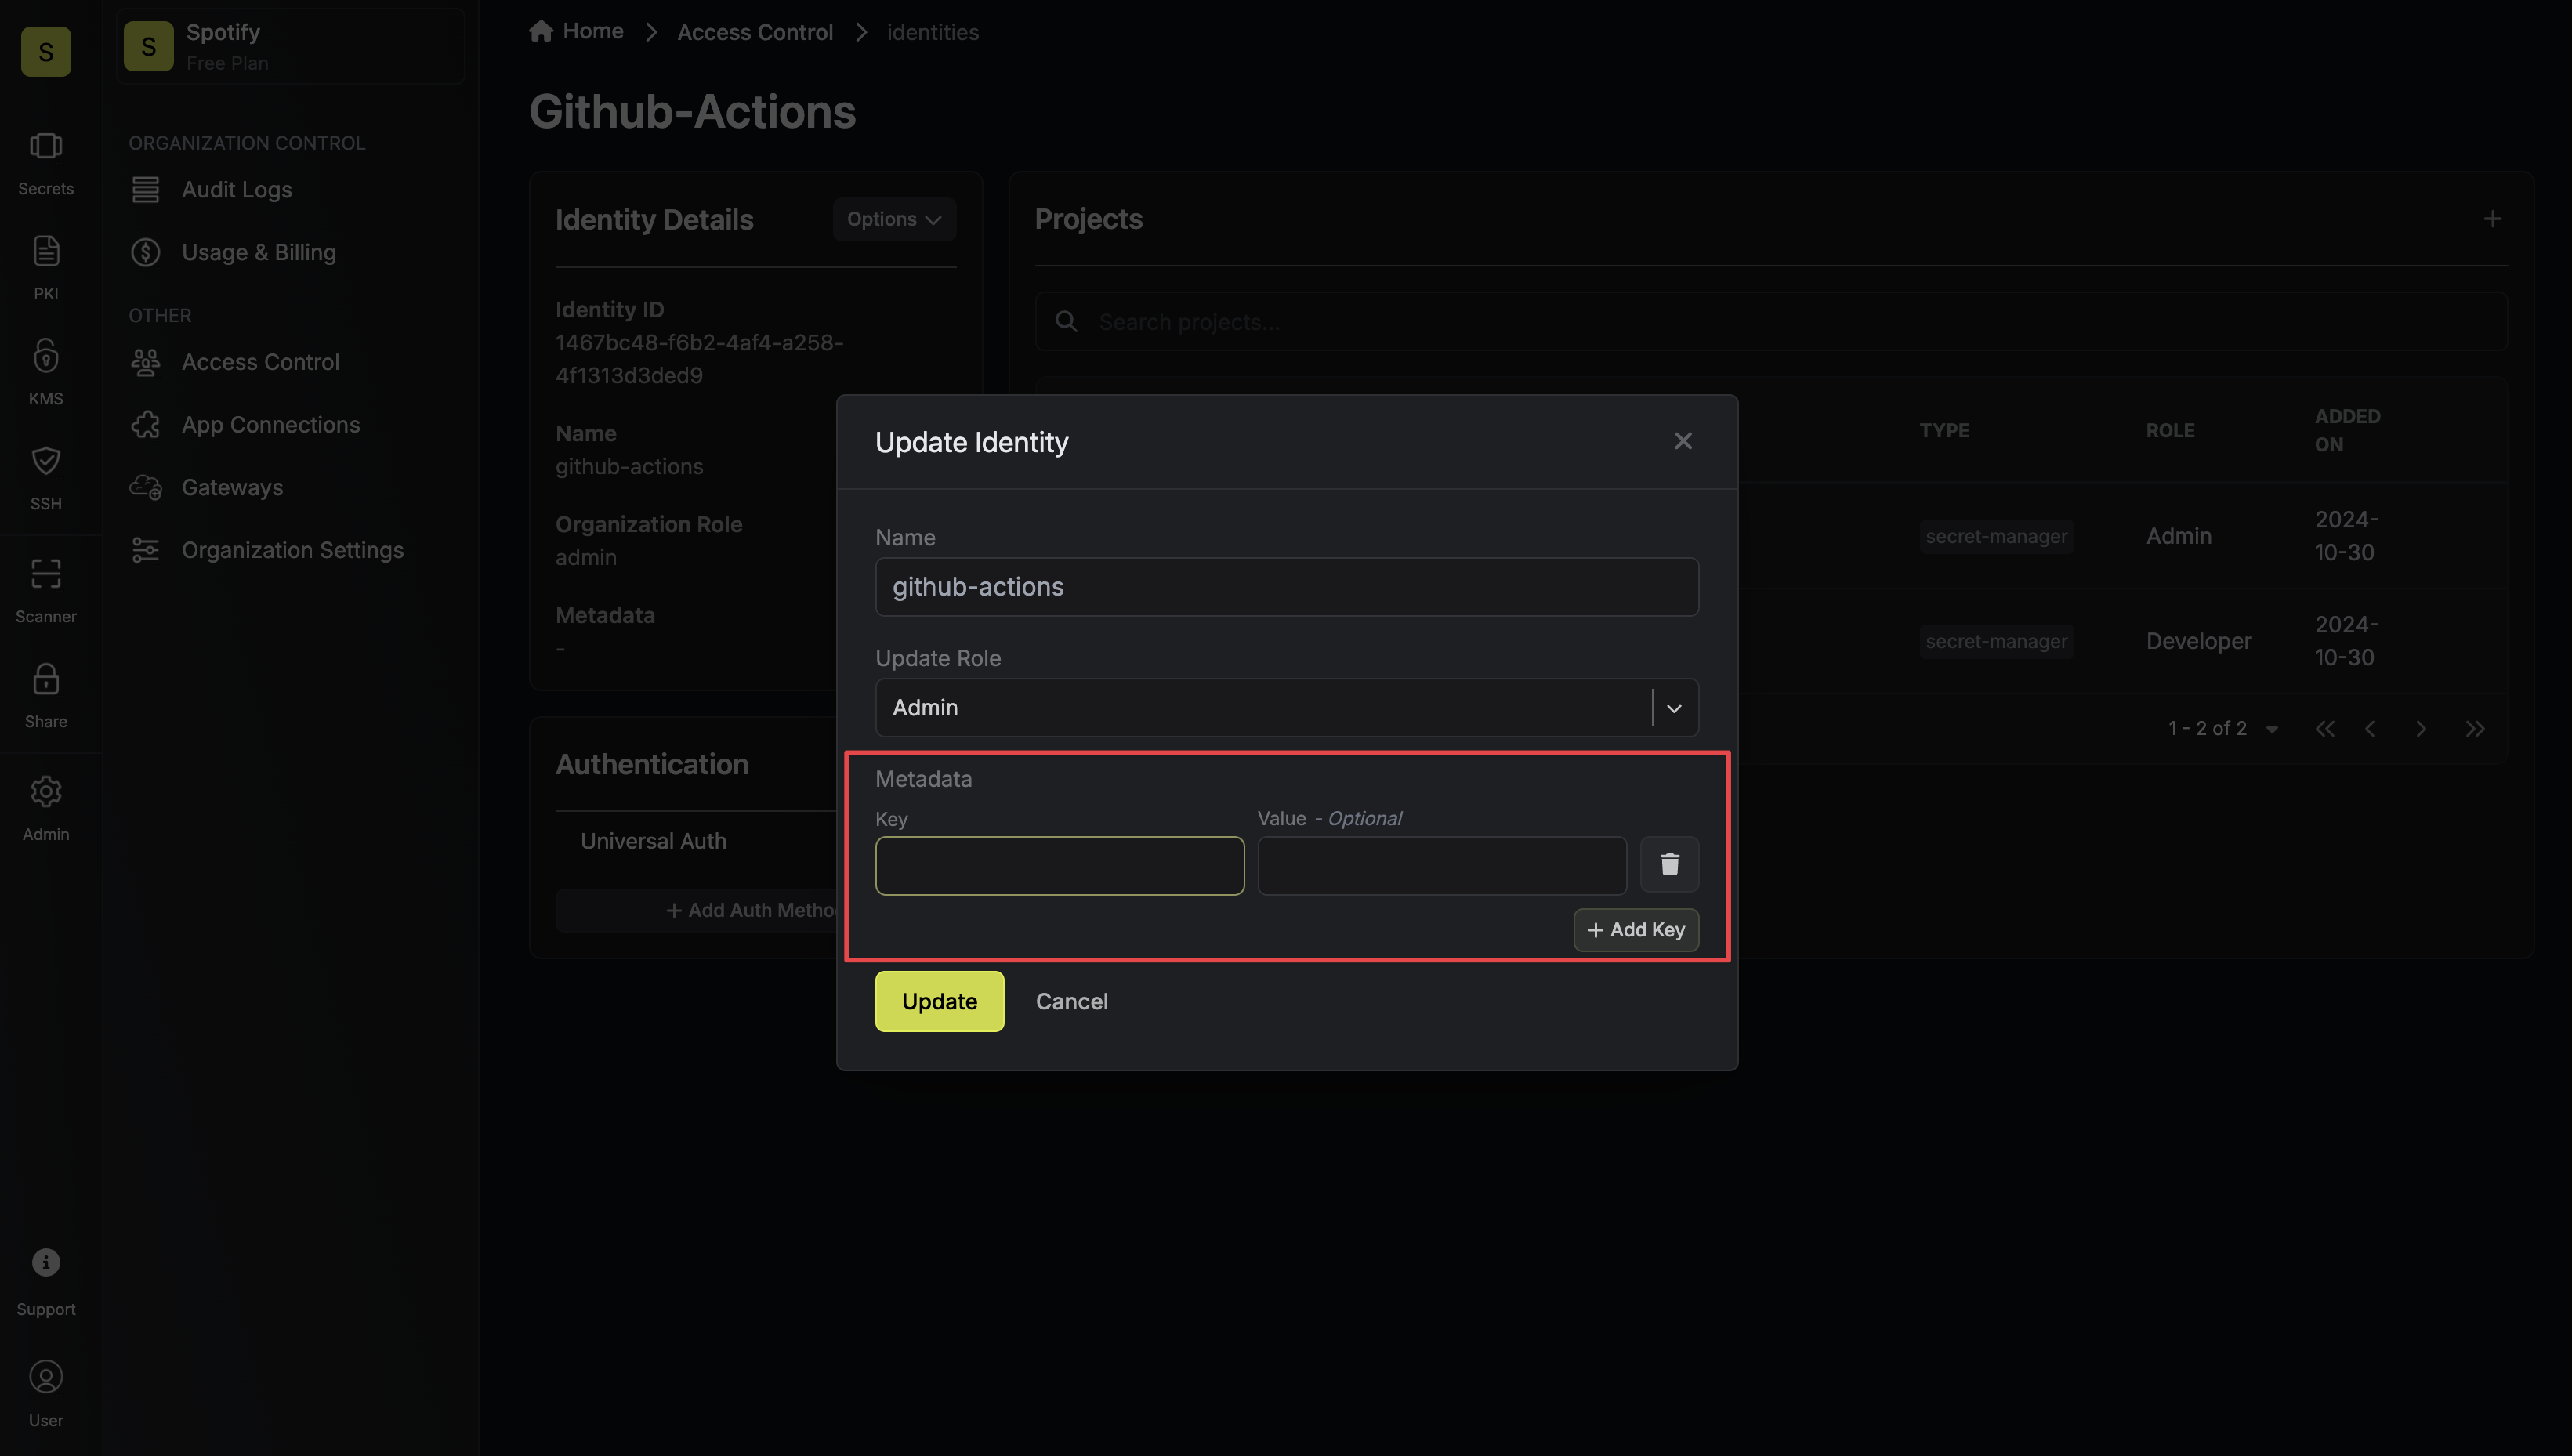 S
Secrets
PKI
KMS
SSH
Scanner
Share
Admin
Support
User
S
Spotify
Free Plan
ORGANIZATION CONTROL
Audit Logs
Usage & Billing
OTHER
Access Control
App Connections
Gateways
Organization Settings
Home
Access Control
identities
Github-Actions
Identity Details
Options
Identity ID
1467bc48-f6b2-4af4-a258-
4f1313d3ded9
Name
github-actions
Organization Role
admin
Metadata
-
Authentication
Universal Auth
+ Add Auth
Projects
+
Search projects...
TYPE
ROLE
ADDED
ON
secret-manager
Admin
2024-
10-30
secret-manager
Developer
2024-
10-30
1 - 2 of 2
Update Identity
Name
github-actions
Update Role
Admin
Metadata
Key
Value - Optional
+ Add Key
Update
Cancel